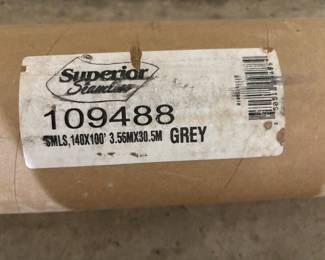 Superior
Seamless
109488
SMLS,140X100' 3.56MX30.5M GREY